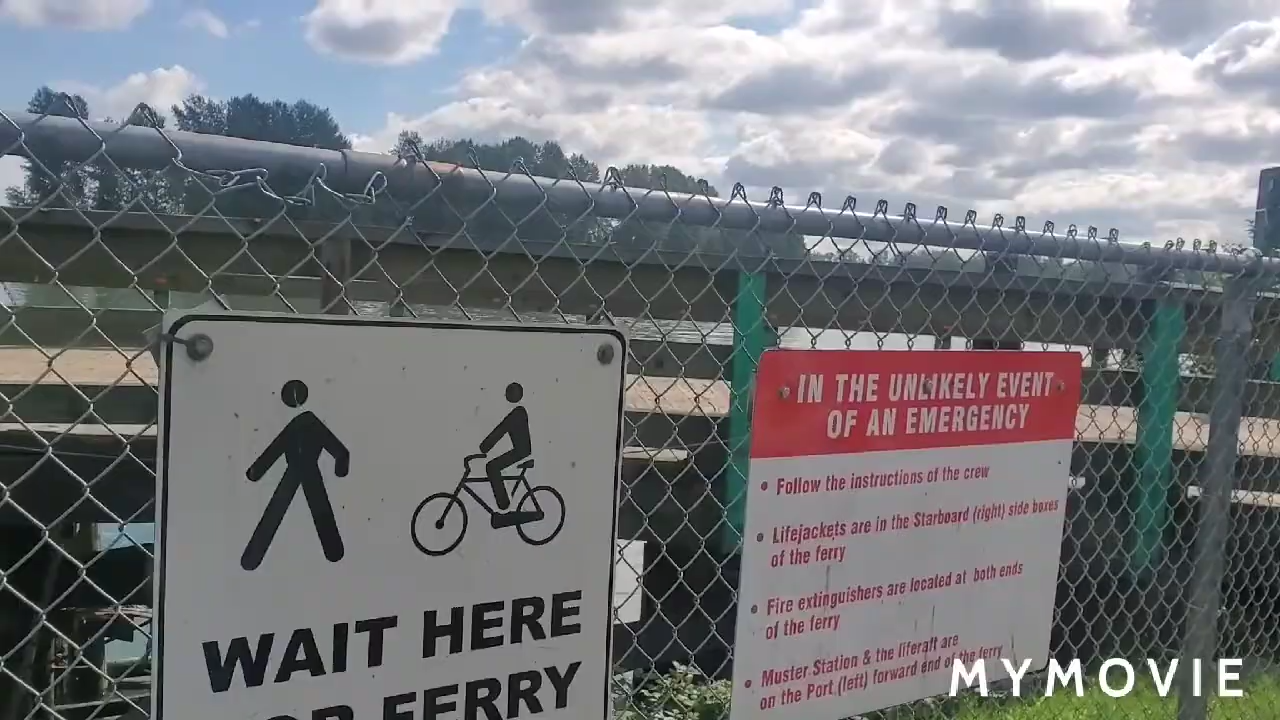 WAIT HERE
FERRY
IN THE UNLIKELY EVENT
OF AN EMERGENCY
• Follow the instructions of the crew
• Lifejackets are in the Starboard (right) side boxes
of the ferry
• Fire extinguishers are located at both ends
of the ferry
• Muster Station & the liferaft are
on the Port (left) forward end of the ferry
MYMOVIE